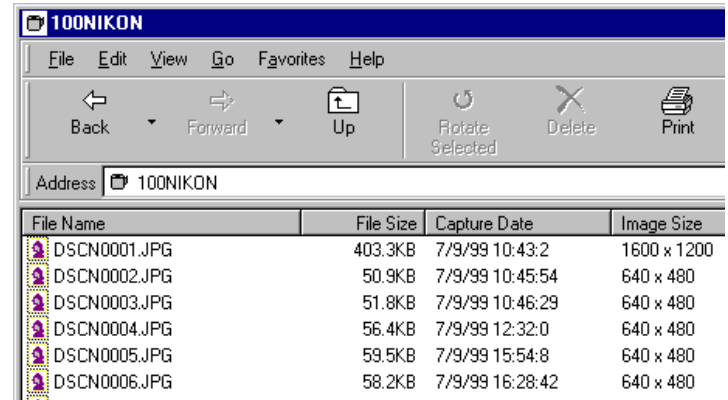 100NIKON
File Edit View Go Favorites Help
Back Forward Up Rotate Selected Delete Print
Address 100NIKON
File Name File Size Capture Date Image Size
DSCN0001.JPG 403.3KB 7/9/99 10:43:2 1600 x 1200
DSCN0002.JPG 50.9KB 7/9/99 10:45:54 640 x 480
DSCN0003.JPG 51.8KB 7/9/99 10:46:29 640 x 480
DSCN0004.JPG 56.4KB 7/9/99 12:32:0 640 x 480
DSCN0005.JPG 59.5KB 7/9/99 15:54:8 640 x 480
DSCN0006.JPG 58.2KB 7/9/99 16:28:42 640 x 480